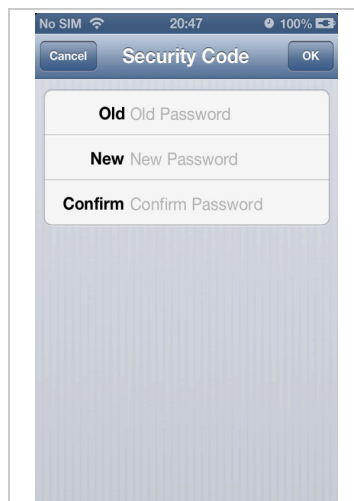 No SIM 20:47 100%
Cancel Security Code OK
Old Old Password
New New Password
Confirm Confirm Password